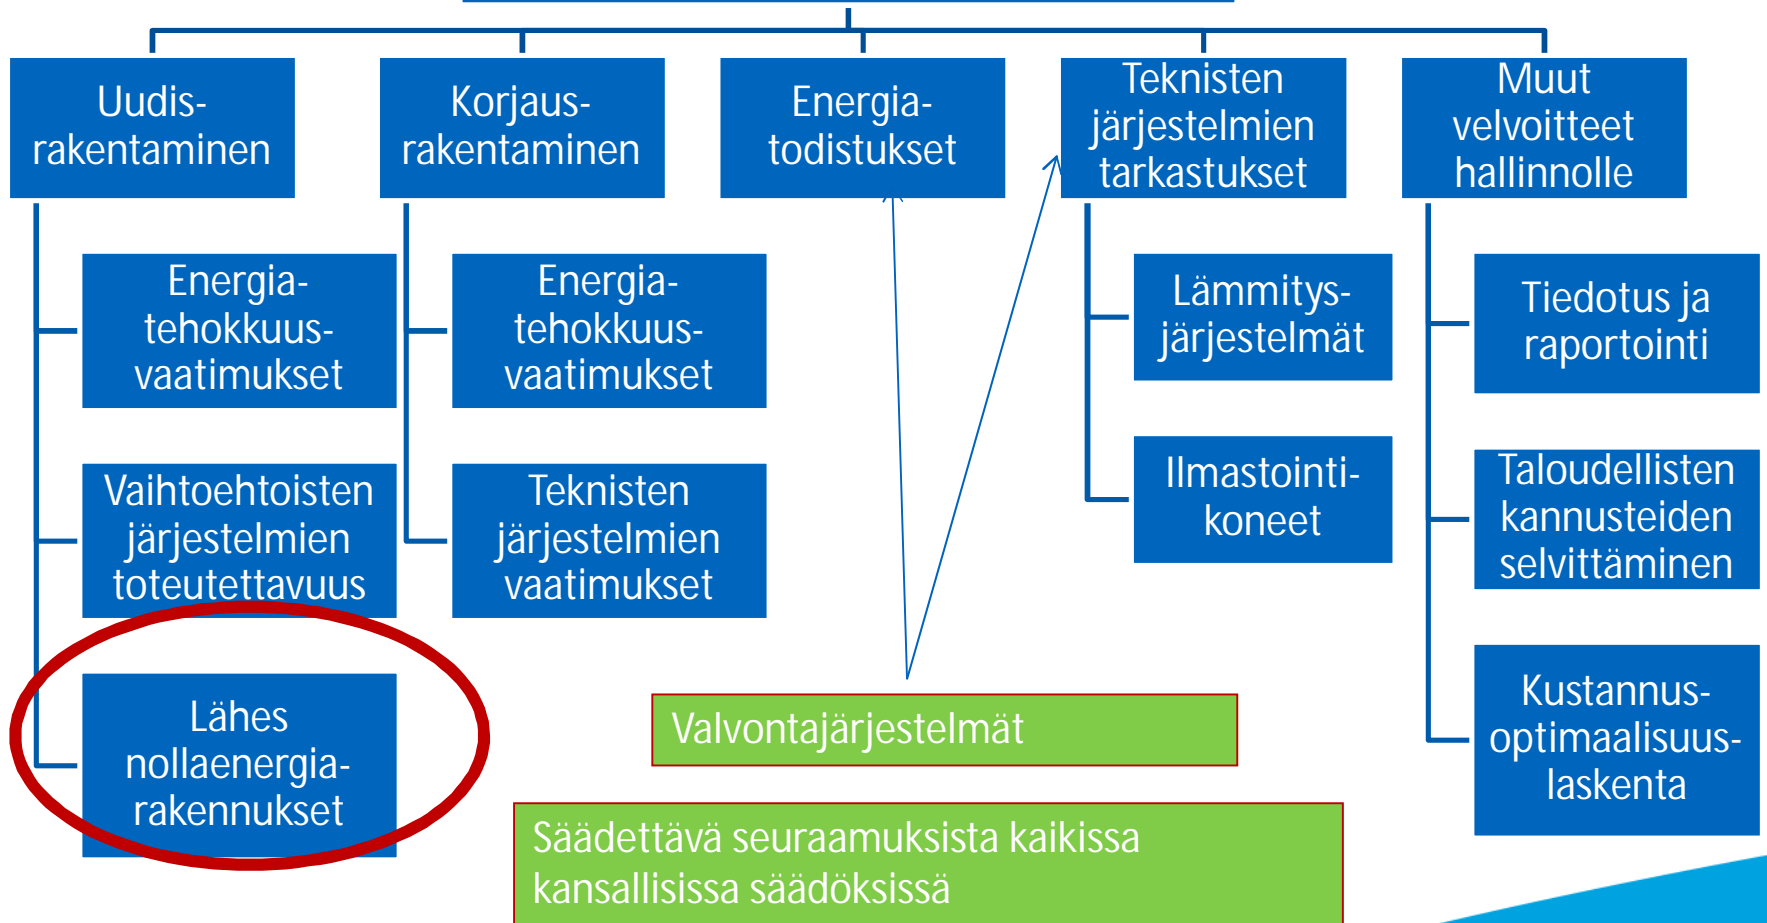 Uudis-
rakentaminen
Korjaus-
rakentaminen
Energia-
todistukset
Teknisten
järjestelmien
tarkastukset
Muut
velvoitteet
hallinnolle
Energia-
tehokkuus-
vaatimukset
Vaihtoehtoisten
järjestelmien
toteutettavuus
Lähes
nollaenergia-
rakennukset
Energia-
tehokkuus-
vaatimukset
Teknisten
järjestelmien
vaatimukset
Lämmitys-
järjestelmät
Ilmastointi-
koneet
Tiedotus ja
raportointi
Taloudellisten
kannusteiden
selvittäminen
Kustannus-
optimaalisuus-
laskenta
Valvontajärjestelmät
Säädettävä seuraamuksista kaikissa
kansallisissa säädöksissä